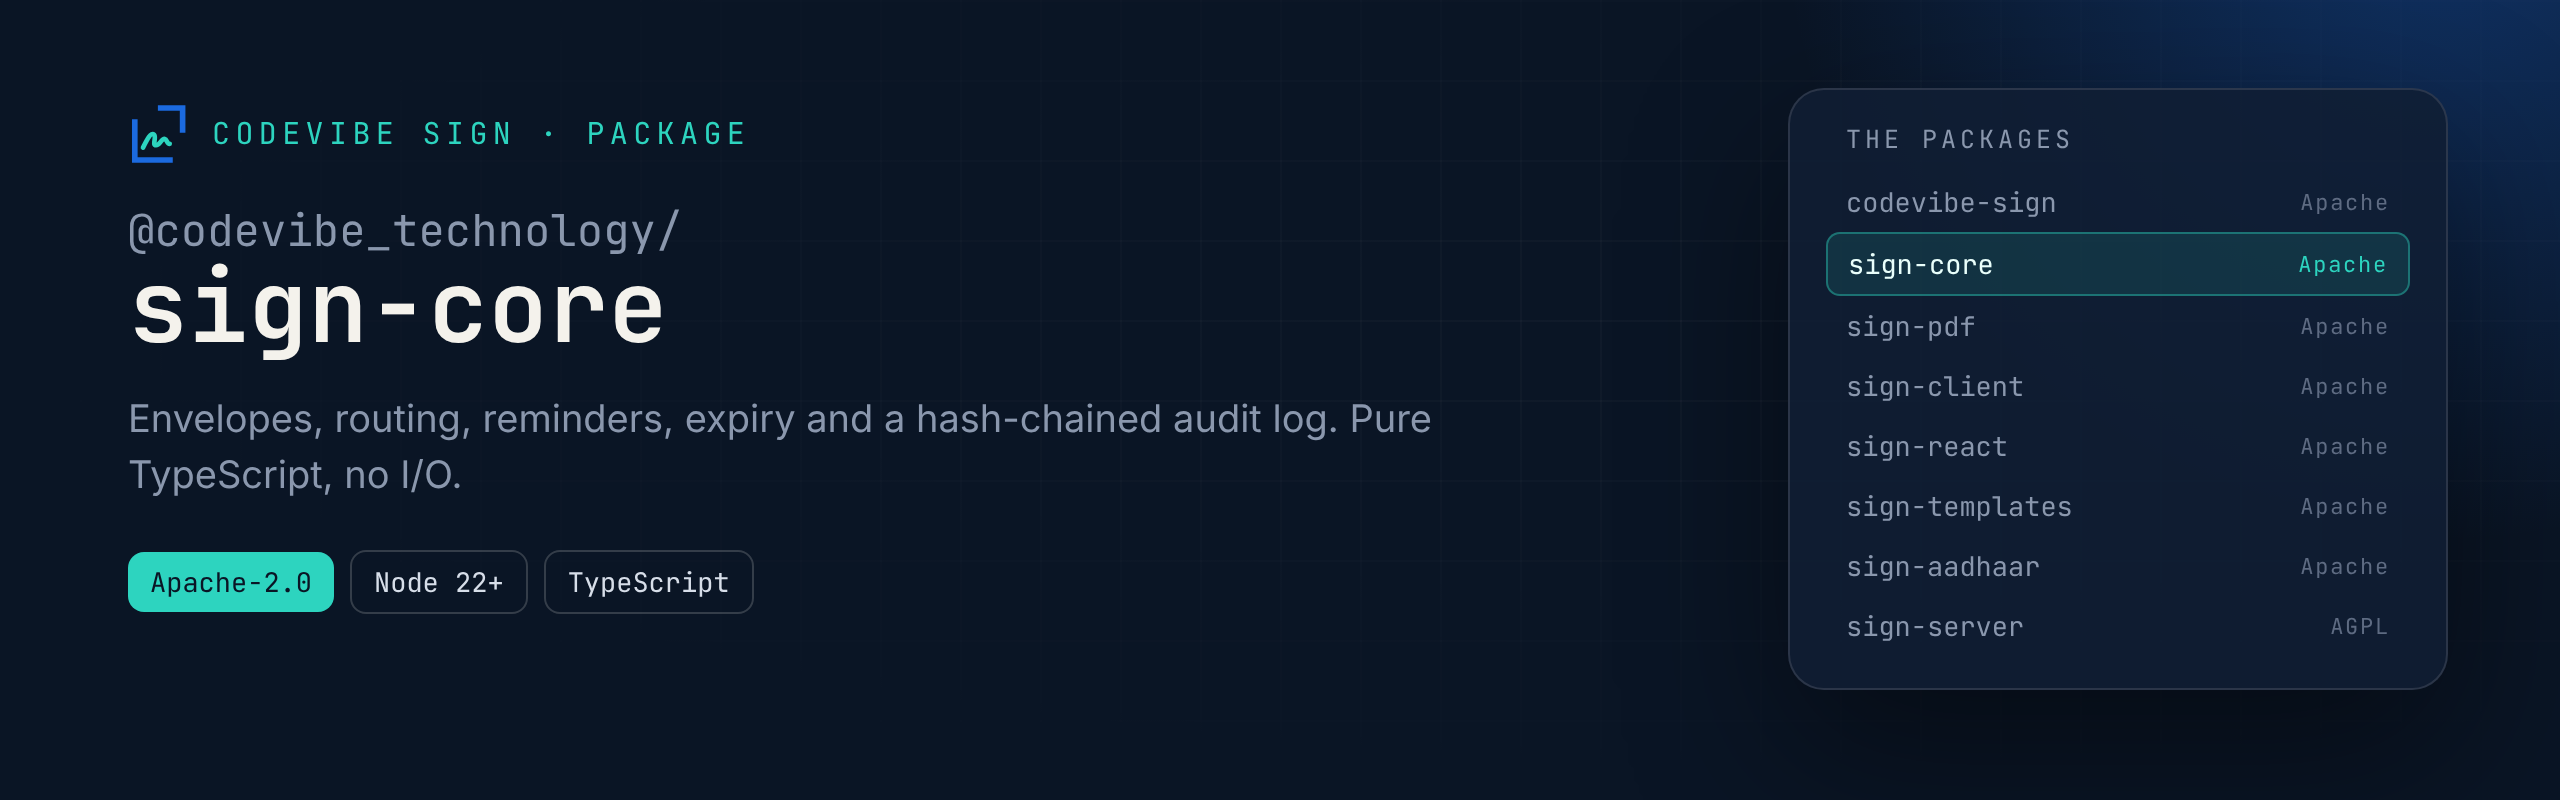 CODEVIBE SIGN · PACKAGE
@codevibe_technology/
sign-core
Envelopes, routing, reminders, expiry and a hash-chained audit log. Pure
TypeScript, no I/O.
Apache-2.0 Node 22+ TypeScript
THE PACKAGES
codevibe-sign Apache
sign-core Apache
sign-pdf Apache
sign-client Apache
sign-react Apache
sign-templates Apache
sign-aadhaar Apache
sign-server AGPL